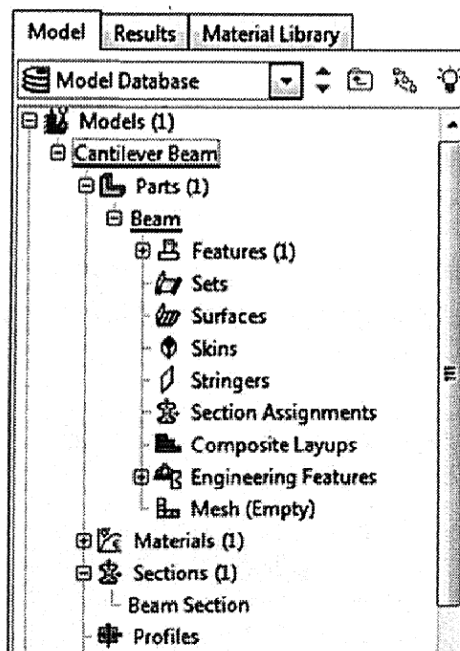 Model Results Material Library
Model Database
Models (1)
Cantilever Beam
Parts (1)
Beam
Features (1)
Sets
Surfaces
Skins
Stringers
Section Assignments
Composite Layups
Engineering Features
Mesh (Empty)
Materials (1)
Sections (1)
Beam Section
Profiles